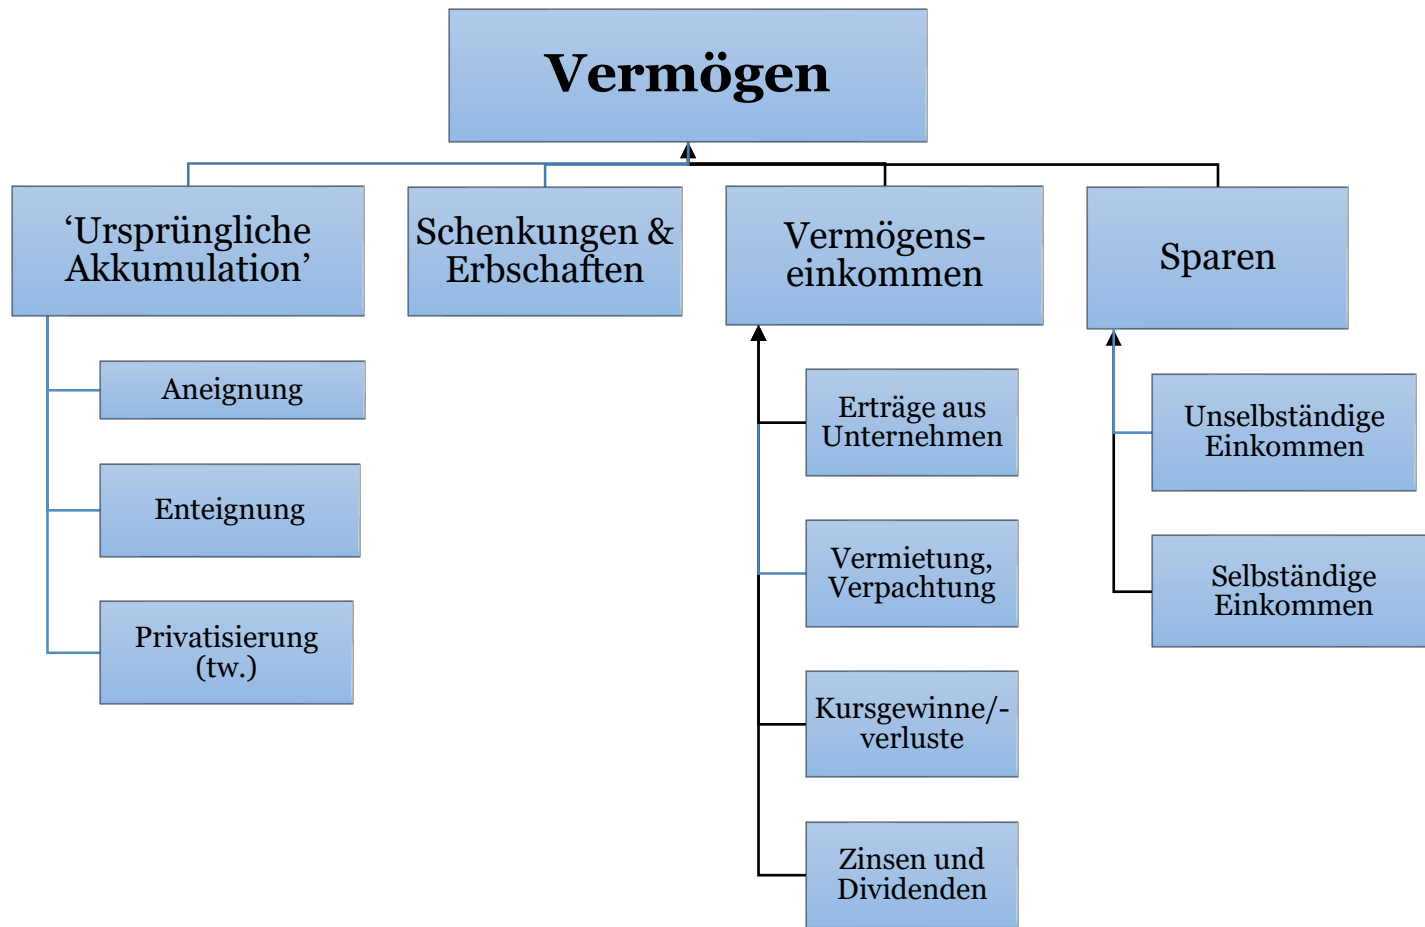 Vermögen
‘Ursprüngliche
Akkumulation’
Schenkungen &
Erbschaften
Vermögens-
einkommen
Sparen
Aneignung
Enteignung
Privatisierung
(tw.)
Erträge aus
Unternehmen
Vermietung,
Verpachtung
Kursgewinne/-
verluste
Zinsen und
Dividenden
Unselbständige
Einkommen
Selbständige
Einkommen